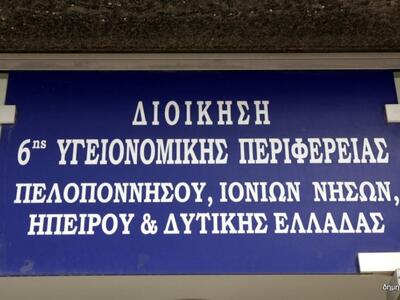 ΔΙΟΙΚΗΣΗ
6ης ΥΓΕΙΟΝΟΜΙΚΗΣ ΠΕΡΙΦΕΡΕΙΑΣ
ΠΕΛΟΠΟΝΝΗΣΟΥ, ΙΟΝΙΩΝ ΝΗΣΩΝ,
ΗΠΕΙΡΟΥ & ΔΥΤΙΚΗΣ ΕΛΛΑΔΑΣ